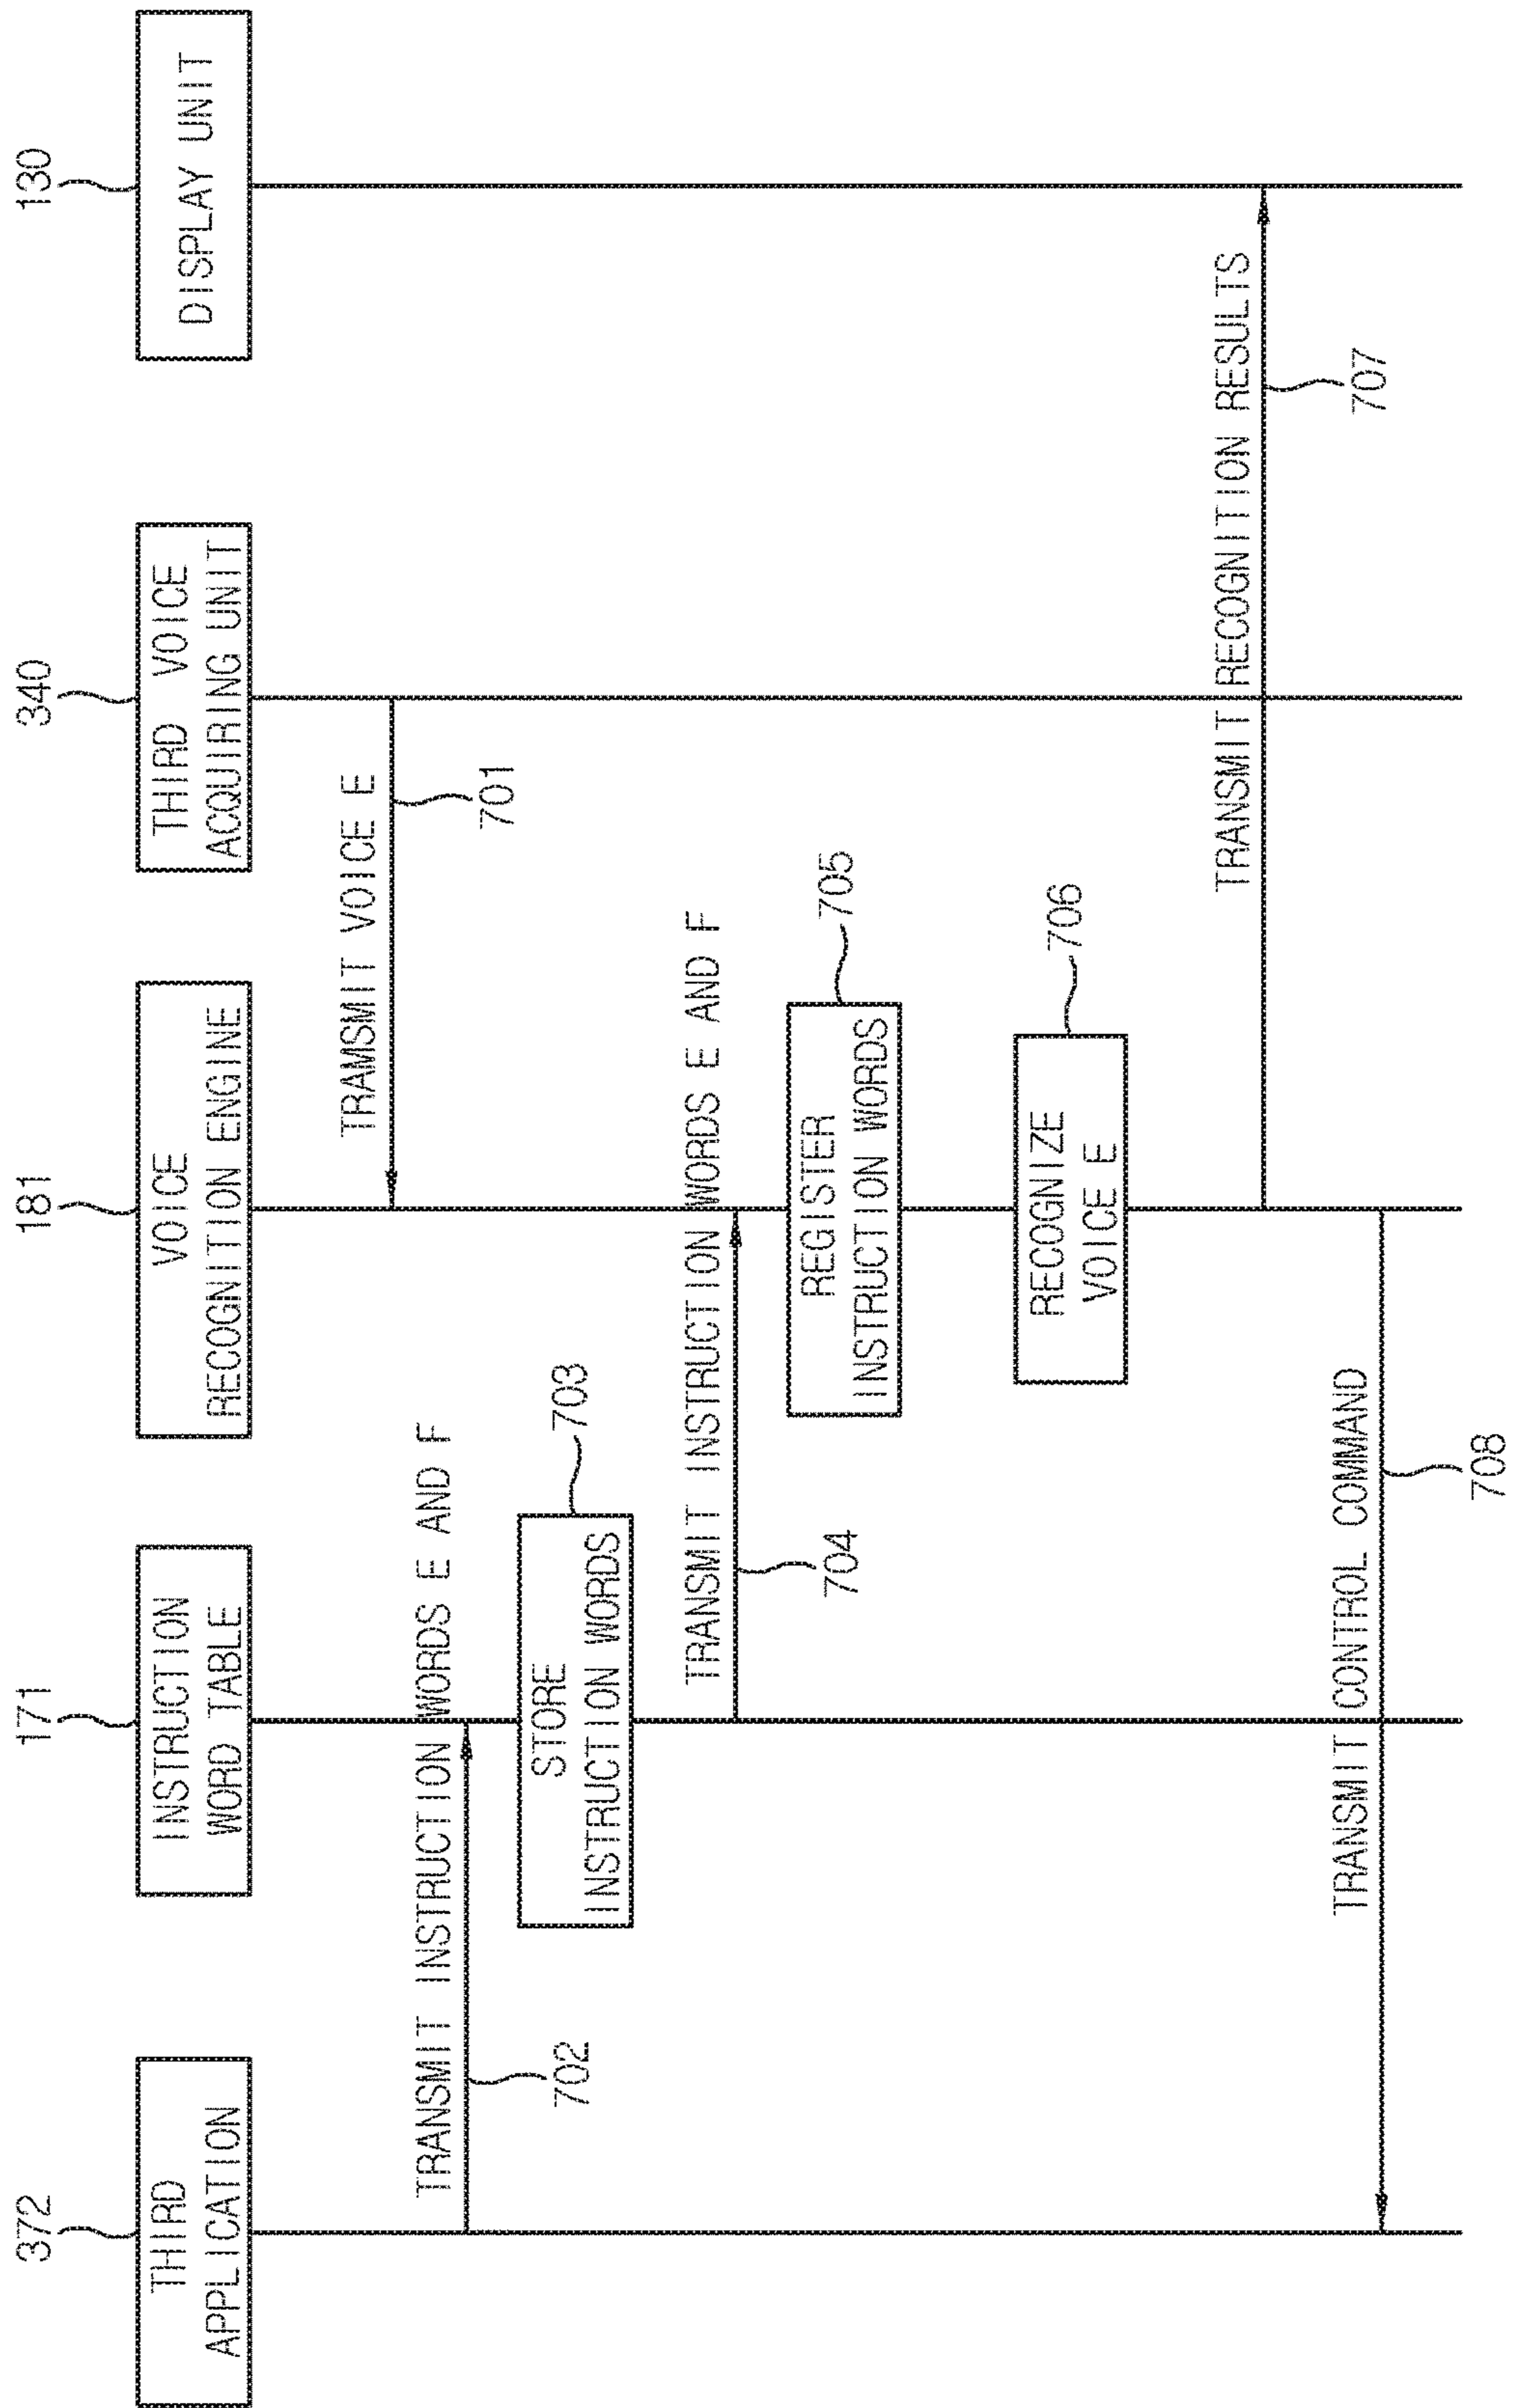 372
171
181
340
130
THIRD
APPLICATION
INSTRUCTION
WORD TABLE
VOICE
RECOGNITION ENGINE
THIRD VOICE
ACQUIRING UNIT
DISPLAY UNIT
TRAMSMIT VOICE E
701
TRANSMIT INSTRUCTION WORDS E AND F
702
STORE
INSTRUCTION WORDS
703
TRANSMIT INSTRUCTION WORDS E AND F
704
REGISTER
INSTRUCTION WORDS
705
RECOGNIZE
VOICE E
706
TRANSMIT RECOGNITION RESULTS
707
TRANSMIT CONTROL COMMAND
708